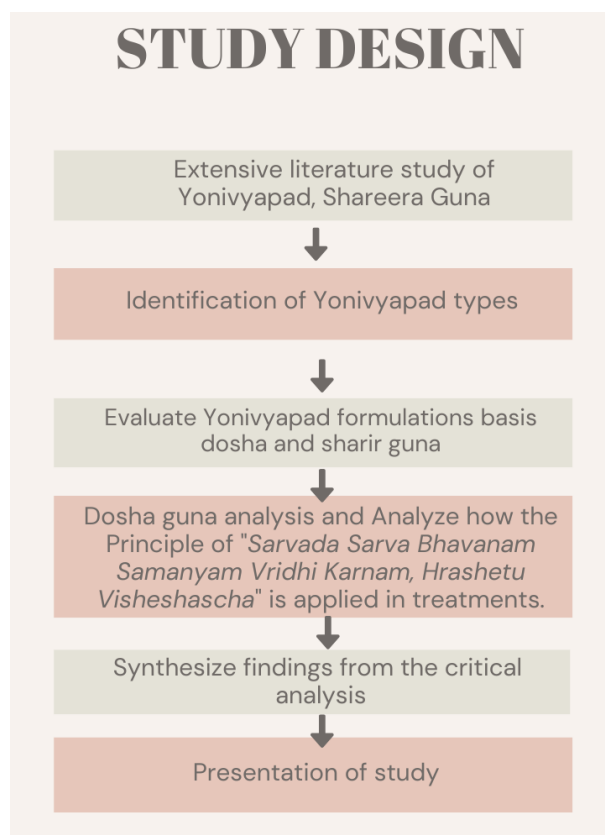 STUDY DESIGN
Extensive literature study of
Yonivyapad, Shareera Guna
Identification of Yonivyapad types
Evaluate Yonivyapad formulations basis
dosha and sharir guna
Dosha guna analysis and Analyze how the
Principle of "Sarvada Sarva Bhavanam
Samanyam Vridhi Karnam, Hrashetu
Visheshascha" is applied in treatments.
Synthesize findings from the critical
analysis
Presentation of study